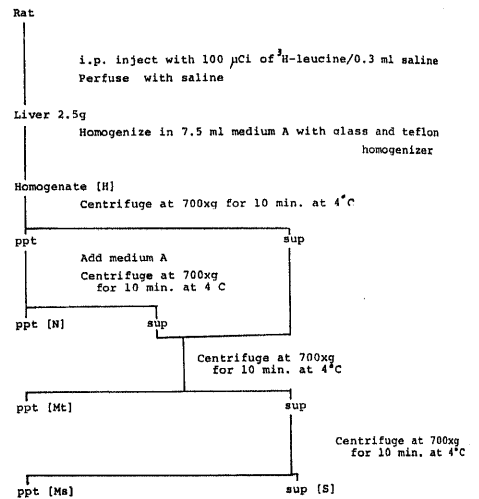 Rat
i.p. inject with 100 µCi of ³H-leucine/0.3 ml saline
Perfuse with saline
Liver 2.5g
Homogenize in 7.5 ml medium A with glass and teflon
homogenizer
Homogenate [H]
Centrifuge at 700xg for 10 min. at 4°C
ppt sup
Add medium A
Centrifuge at 700xg
for 10 min. at 4 C
ppt [N] sup
Centrifuge at 700xg
for 10 min. at 4°C
ppt [Mt] sup
Centrifuge at 700xg
for 10 min. at 4°C
ppt [Ms] sup [S]